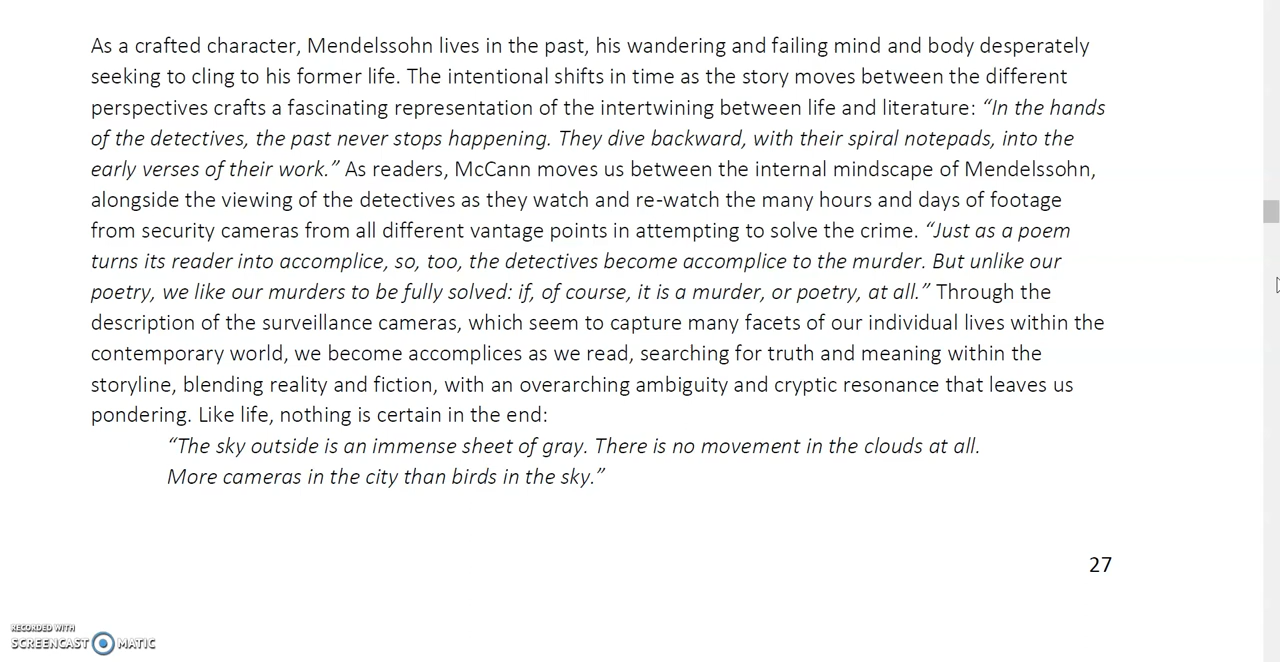 As a crafted character, Mendelssohn lives in the past, his wandering and failing mind and body desperately
seeking to cling to his former life. The intentional shifts in time as the story moves between the different
perspectives crafts a fascinating representation of the intertwining between life and literature: “In the hands
of the detectives, the past never stops happening. They dive backward, with their spiral notepads, into the
early verses of their work.” As readers, McCann moves us between the internal mindscape of Mendelssohn,
alongside the viewing of the detectives as they watch and re-watch the many hours and days of footage
from security cameras from all different vantage points in attempting to solve the crime. “Just as a poem
turns its reader into accomplice, so, too, the detectives become accomplice to the murder. But unlike our
poetry, we like our murders to be fully solved: if, of course, it is a murder, or poetry, at all.” Through the
description of the surveillance cameras, which seem to capture many facets of our individual lives within the
contemporary world, we become accomplices as we read, searching for truth and meaning within the
storyline, blending reality and fiction, with an overarching ambiguity and cryptic resonance that leaves us
pondering. Like life, nothing is certain in the end:
“The sky outside is an immense sheet of gray. There is no movement in the clouds at all.
More cameras in the city than birds in the sky.”
27
RECORDED WITH
SCREENCAST MATIC